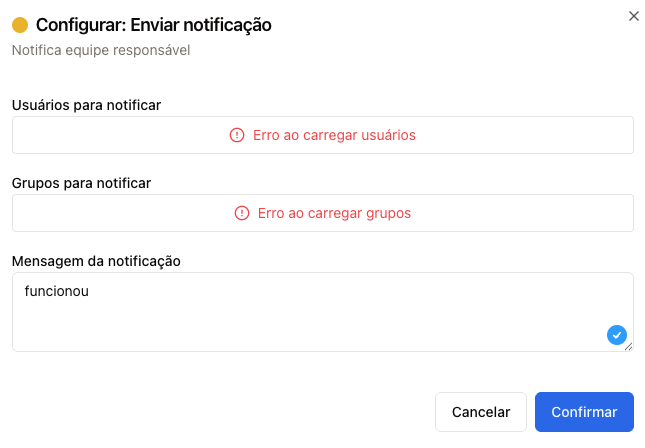 Configurar: Enviar notificação
Notifica equipe responsável
Usuários para notificar
Erro ao carregar usuários
Grupos para notificar
Erro ao carregar grupos
Mensagem da notificação
funcionou
Cancelar
Confirmar